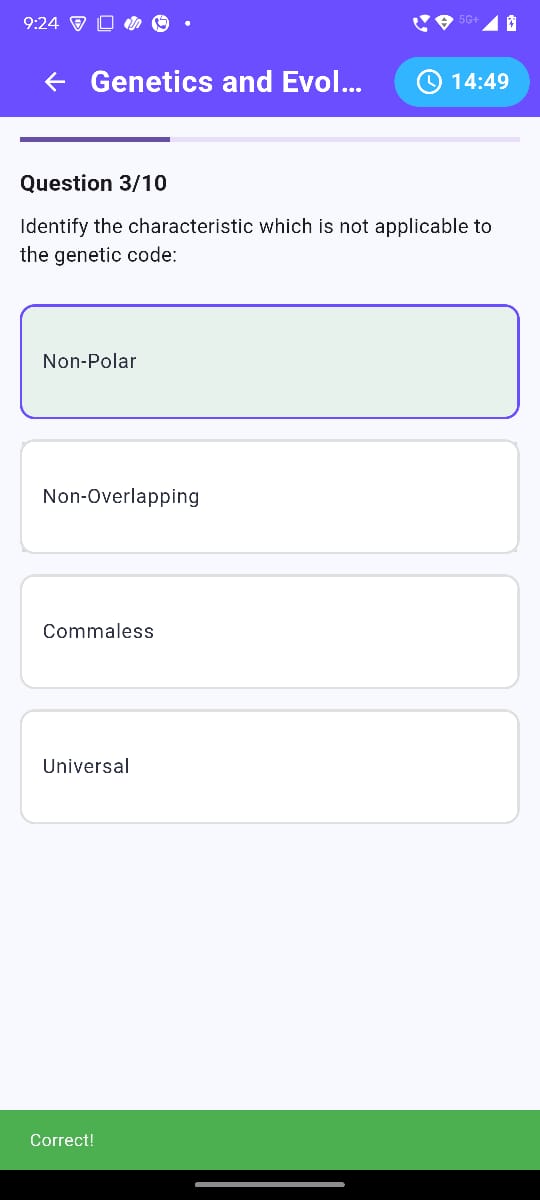 9:24
5G+
Genetics and Evol...
14:49
Question 3/10
Identify the characteristic which is not applicable to
the genetic code:
Non-Polar
Non-Overlapping
Commaless
Universal
Correct!